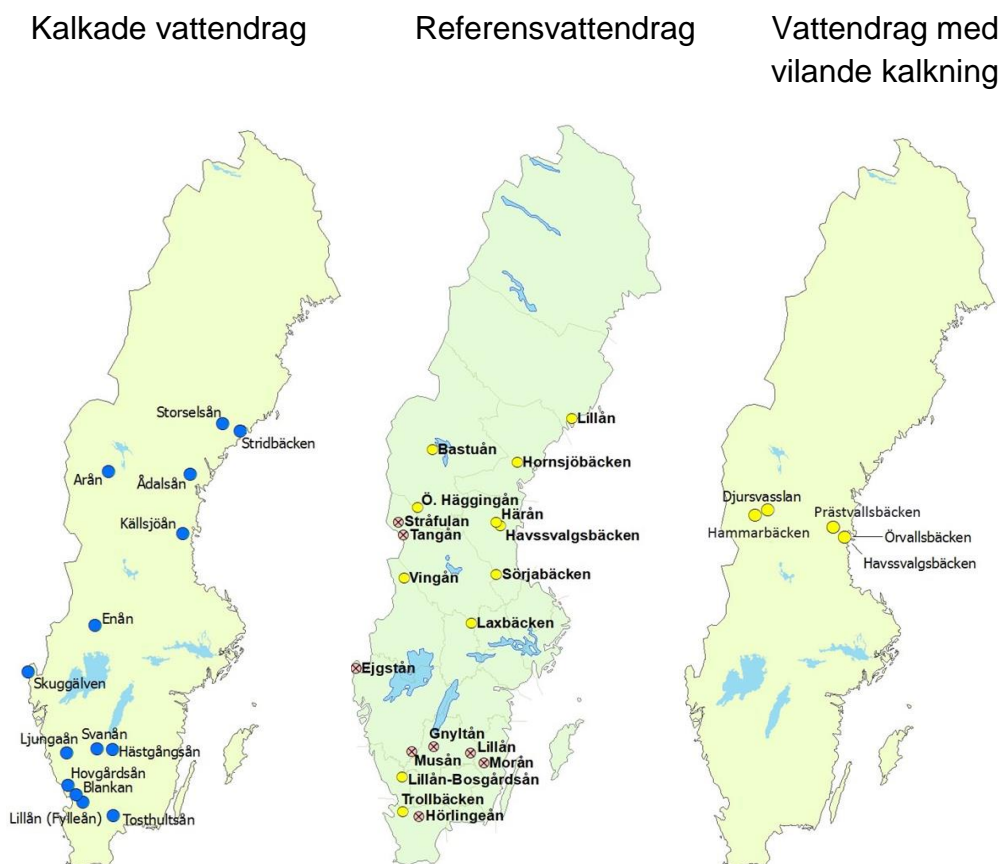 Kalkade vattendrag
Referensvattendrag
Vattendrag med
vilande kalkning
Storselsån
Stridbäcken
Arån
Ådalsån
Källsjöån
Enån
Skuggälven
Ljungaån
Svanån
Hästgångsån
Hovgårdsån
Blankan
Lillån (Fylleån)
Tosthultsån
Lillån
Bastuån
Hornsjöbäcken
Ö. Häggingån
Stråfulan
Härån
Tangån
Havssvalgsbäcken
Vingån
Sörjabäcken
Laxbäcken
Ejgstån
Gnyltån
Lillån
Musån
Morån
Lillån-Bosgårdsån
Trollbäcken
Hörlingeån
Djursvasslan
Prästvallsbäcken
Hammarbäcken
Örvallsbäcken
Havssvalgsbäcken